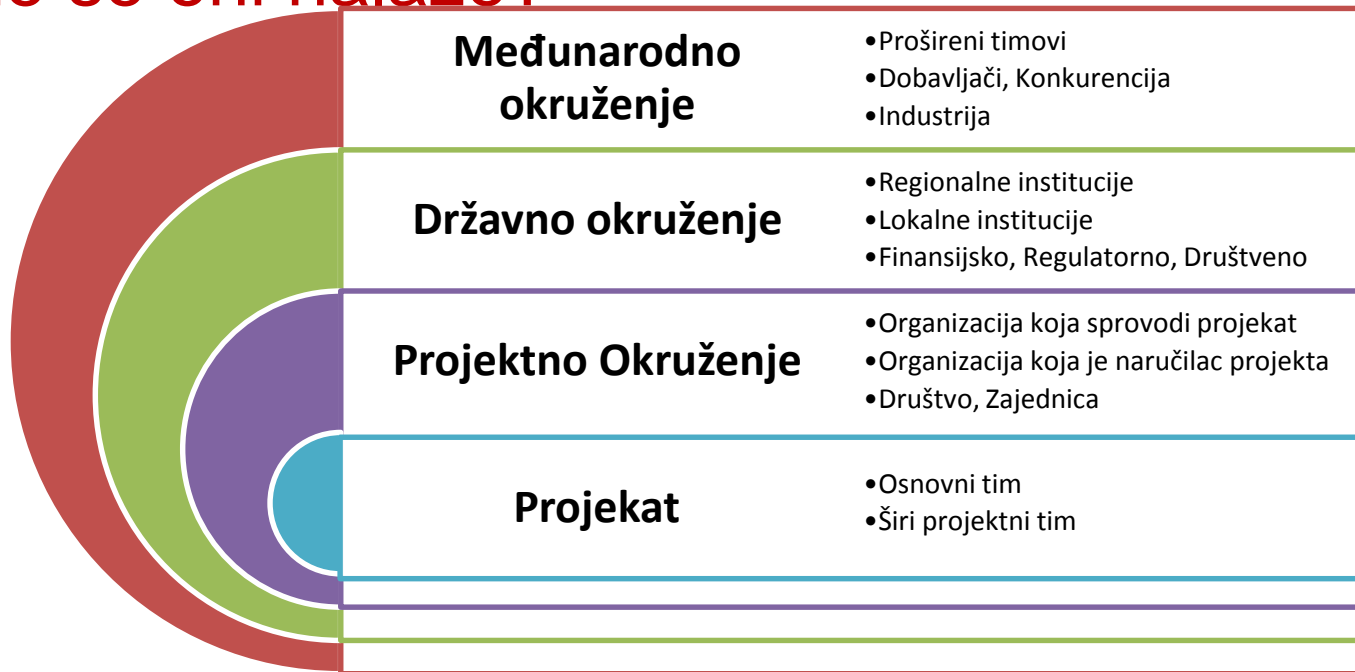 Međunarodno
okruženje
•Prošireni timovi
•Dobavljači, Konkurencija
•Industrija
Državno okruženje
•Regionalne institucije
•Lokalne institucije
•Finansijsko, Regulatorno, Društveno
Projektno Okruženje
•Organizacija koja sprovodi projekat
•Organizacija koja je naručilac projekta
•Društvo, Zajednica
Projekat
•Osnovni tim
•Širi projektni tim